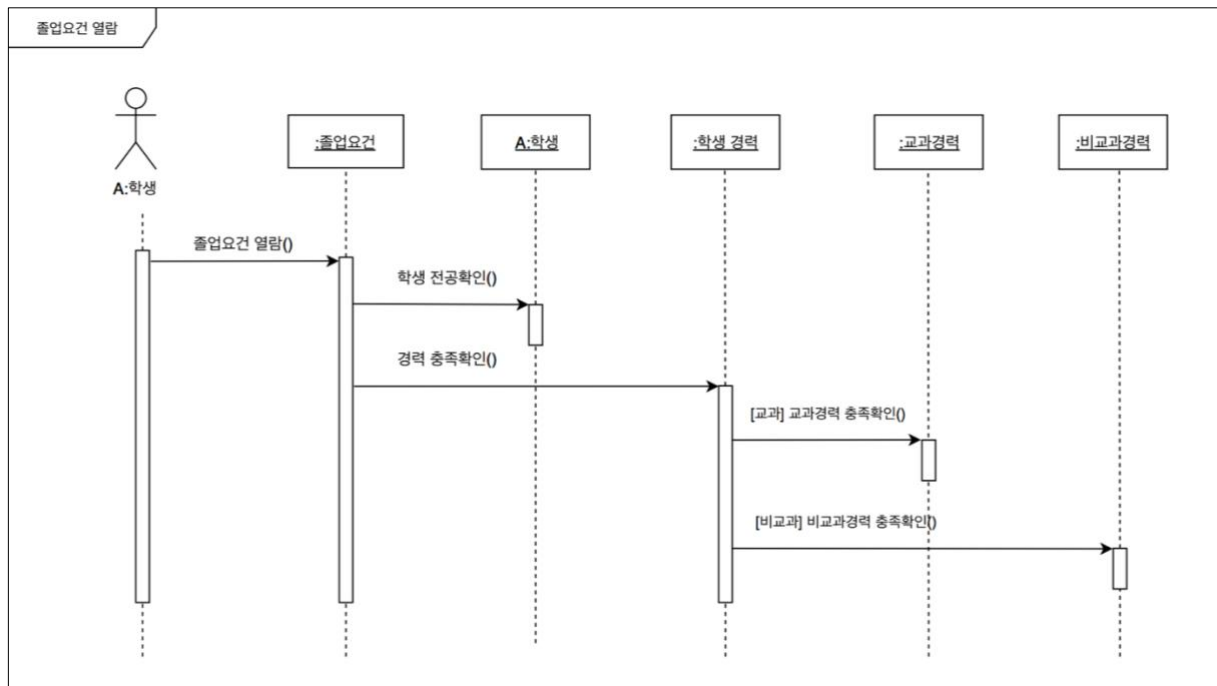 졸업요건 열람
:졸업요건
A:학생
:학생 경력
:교과경력
:비교과경력
A:학생
졸업요건 열람()
학생 전공확인()
경력 충족확인()
[교과] 교과경력 충족확인()
[비교과] 비교과경력 충족확인()